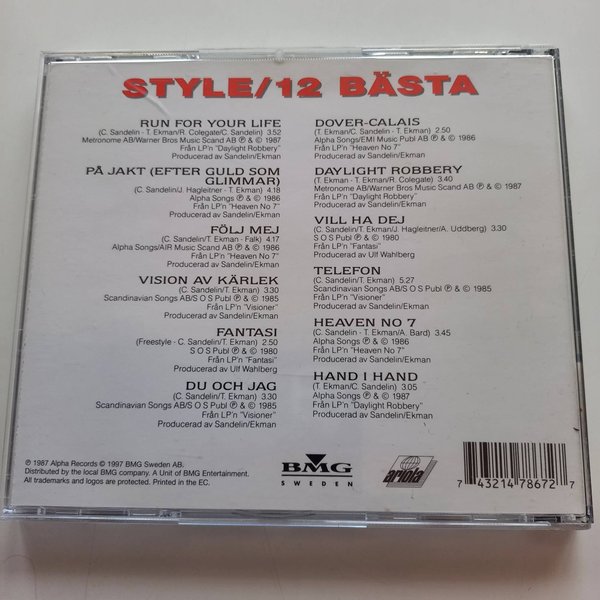 STYLE/12 BÄSTA
RUN FOR YOUR LIFE
(C. Sandelin - T. Ekman/R. Colegate/C. Sandelin) 3.52
Metronome AB/Warner Bros Music Scand AB ℗ & © 1987
Från LP'n "Daylight Robbery"
Producerad av Sandelin/Ekman
PÅ JAKT (EFTER GULD SOM
GLIMMAR)
(C. Sandelin/J. Hagleitner - T. Ekman) 4.18
Alpha Songs ℗ & © 1986
Från LP'n "Heaven No 7"
Producerad av Sandelin/Ekman
FÖLJ MEJ
(C. Sandelin/T. Ekman - Falk) 4.17
Alpha Songs/AIR Music Scand AB ℗ & © 1986
Från LP'n "Heaven No 7"
Producerad av Sandelin/Ekman
VISION AV KÄRLEK
(C. Sandelin/T. Ekman) 3.30
Scandinavian Songs AB/S O S Publ ℗ & © 1985
Från LP'n "Visioner"
Producerad av Sandelin/Ekman
FANTASI
(Freestyle - C. Sandelin/T. Ekman) 2.50
S O S Publ ℗ & © 1980
Från LP'n "Fantasi"
Producerad av Ulf Wahlberg
DU OCH JAG
(C. Sandelin/T. Ekman) 3.30
Scandinavian Songs AB/S O S Publ ℗ & © 1985
Från LP'n "Visioner"
Producerad av Sandelin/Ekman
DOVER-CALAIS
(T. Ekman/C. Sandelin - T. Ekman) 2.50
Alpha Songs/EMI Music Publ AB ℗ & © 1986
Från LP'n "Heaven No 7"
Producerad av Sandelin/Ekman
DAYLIGHT ROBBERY
(T. Ekman - T. Ekman/R. Colegate) 3.40
Metronome AB/Warner Bros Music Scand AB ℗ & © 1987
Från LP'n "Daylight Robbery"
Producerad av Sandelin/Ekman
VILL HA DEJ
(C. Sandelin/T. Ekman/J. Hagleitner/A. Uddberg) 3.30
S O S Publ ℗ & © 1980
Från LP'n "Fantasi"
Producerad av Ulf Wahlberg
TELEFON
(C. Sandelin/T. Ekman) 5.27
Scandinavian Songs AB/S O S Publ ℗ & © 1985
Från LP'n "Visioner"
Producerad av Sandelin/Ekman
HEAVEN NO 7
(C. Sandelin - T. Ekman/A. Bard) 3.45
Alpha Songs ℗ & © 1986
Från LP'n "Heaven No 7"
Producerad av Sandelin/Ekman
HAND I HAND
(T. Ekman/C. Sandelin) 3.05
Alpha Songs ℗ & © 1987
Från LP'n "Daylight Robbery"
Producerad av Sandelin/Ekman
℗ 1987 Alpha Records © 1997 BMG Sweden AB.
Distributed by the local BMG company. A Unit of BMG Entertainment.
All trademarks and logos are protected. Printed in the EC.
BMG
SWEDEN
ariola
7 43214 78672 7